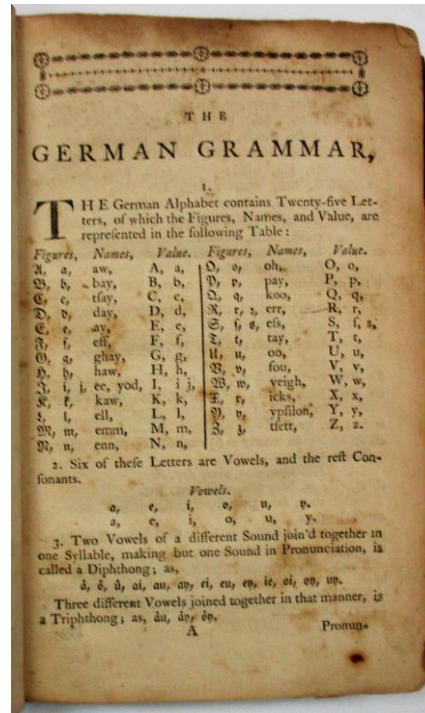 THE
GERMAN GRAMMAR,
1.
THE German Alphabet contains Twenty-five Let-
ters, of which the Figures, Names, and Value, are
repreſented in the following Table:
Figures, Names, Value. Figures, Names, Value.
𝔄, a, aw, A, a, 𝔒, o, oh, O, o,
𝔅, b, bay, B, b, 𝔓, p, pay, P, p,
ℭ, c, tſay, C, c, 𝔔, q, koo, Q, q,
𝔇, d, day, D, d, ℜ, r, ꝛ, err, R, r,
𝔈, e, ay, E, e, 𝔖, ſ, s, eſs, S, ſ, s,
𝔉, f, eff, F, f, 𝔗, t, tay, T, t,
𝔊, g, ghay, G, g, 𝔘, u, oo, U, u,
ℌ, h, haw, H, h, 𝔙, v, fou, V, v,
ℑ, i, j, ee, yod, I, i j, 𝔚, w, veigh, W, w,
𝔎, k, kaw, K, k, 𝔛, x, icks, X, x,
𝔏, l, ell, L, l, 𝔜, y, ypſilon, Y, y,
𝔐, m, emm, M, m, ℨ, z, tſett, Z, z.
𝔑, n, enn, N, n,
2. Six of theſe Letters are Vowels, and the reſt Con-
ſonants.
Vowels.
a, e, i, o, u, y.
a, e, i, o, u, y.
3. Two Vowels of a different Sound join'd together in
one Syllable, making but one Sound in Pronunciation, is
called a Diphthong; as,
å, ö, ü, ai, au, ay, ei, eu, ey, ie, oi, oy, uy.
Three different Vowels joined together in that manner, is
a Triphthong; as, åu, åy, öy.
A Pronun-